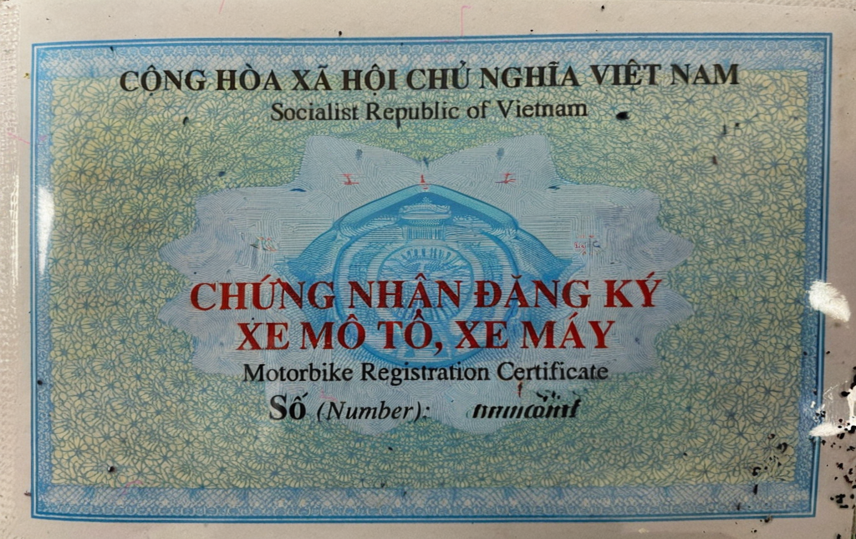 CỘNG HÒA XÃ HỘI CHỦ NGHĨA VIỆT NAM
Socialist Republic of Vietnam
CHỨNG NHẬN ĐĂNG KÝ
XE MÔ TÔ, XE MÁY
Motorbike Registration Certificate
Số (Number):